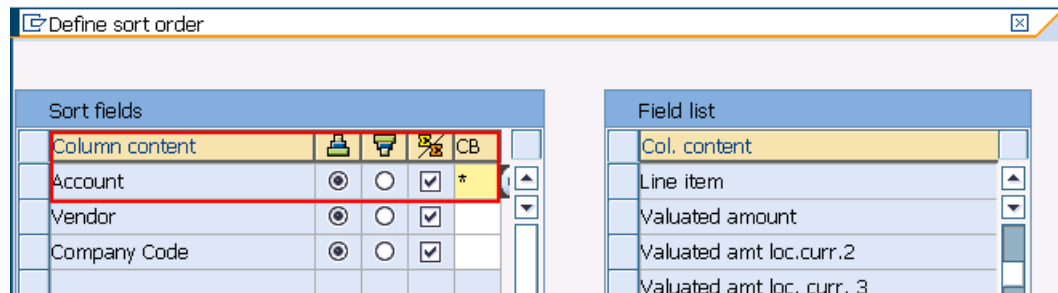 Define sort order
Sort fields
Column content CB
Account *
Vendor
Company Code
Field list
Col. content
Line item
Valuated amount
Valuated amt loc.curr.2
Valuated amt loc. curr. 3